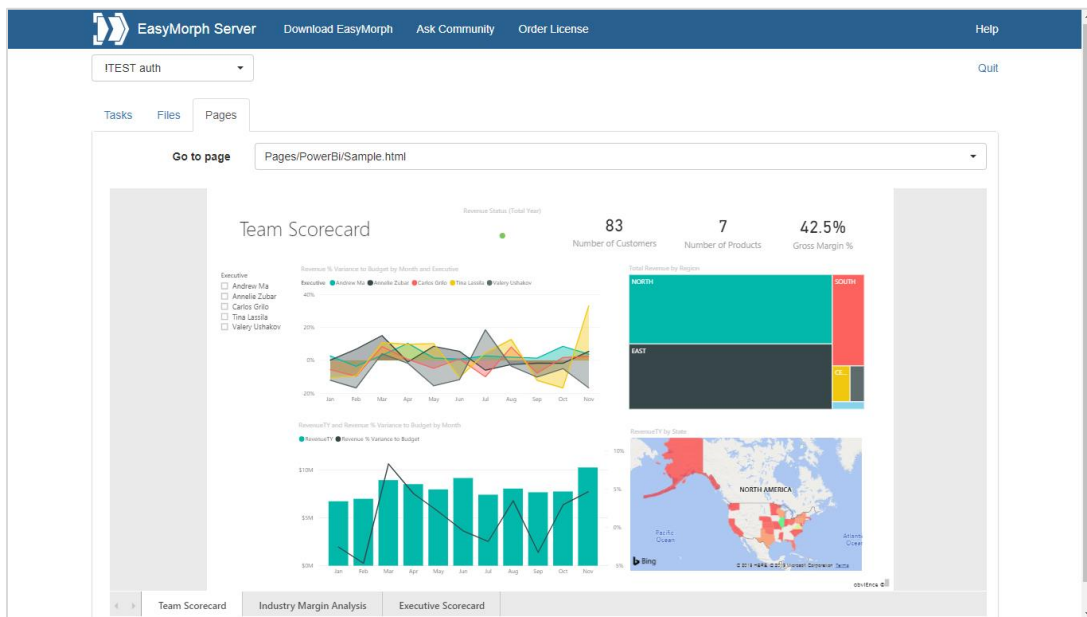 EasyMorph Server Download EasyMorph Ask Community Order License Help
!TEST auth Quit
Tasks Files Pages
Go to page Pages/PowerBi/Sample.html
Team Scorecard
Revenue Status (Total Year)
83
Number of Customers
7
Number of Products
42.5%
Gross Margin %
Executive
Andrew Ma
Annelie Zubar
Carlos Grilo
Tina Lassila
Valery Ushakov
Revenue % Variance to Budget by Month and Executive
Executive Andrew Ma Annelie Zubar Carlos Grilo Tina Lassila Valery Ushakov
40%
20%
0%
-20%
Jan Feb Mar Apr May Jun Jul Aug Sep Oct Nov
Total Revenue by Region
NORTH
SOUTH
EAST
CE...
RevenueTY and Revenue % Variance to Budget by Month
RevenueTY Revenue % Variance to Budget
$10M
$5M
$0M
10%
5%
0%
Jan Feb Mar Apr May Jun Jul Aug Sep Oct Nov
RevenueTY by State
NORTH AMERICA
Pacific
Ocean
Bing
obviEnce
Team Scorecard Industry Margin Analysis Executive Scorecard